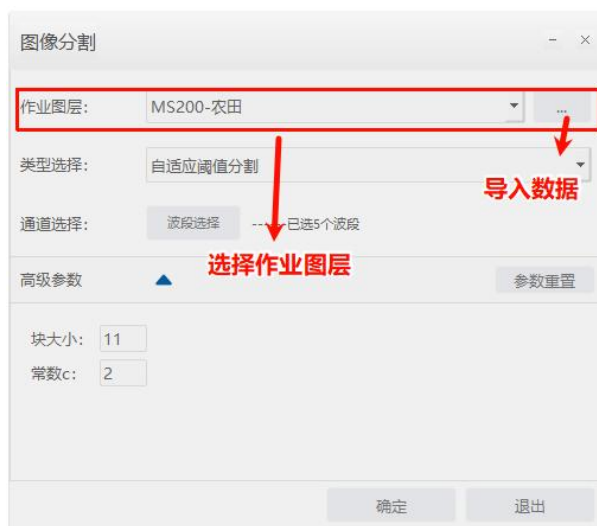 图像分割
作业图层: MS200-农田 ...
类型选择: 自适应阈值分割
导入数据
通道选择: 波段选择 -----已选5个波段
选择作业图层
高级参数 参数重置
块大小: 11
常数c: 2
确定 退出